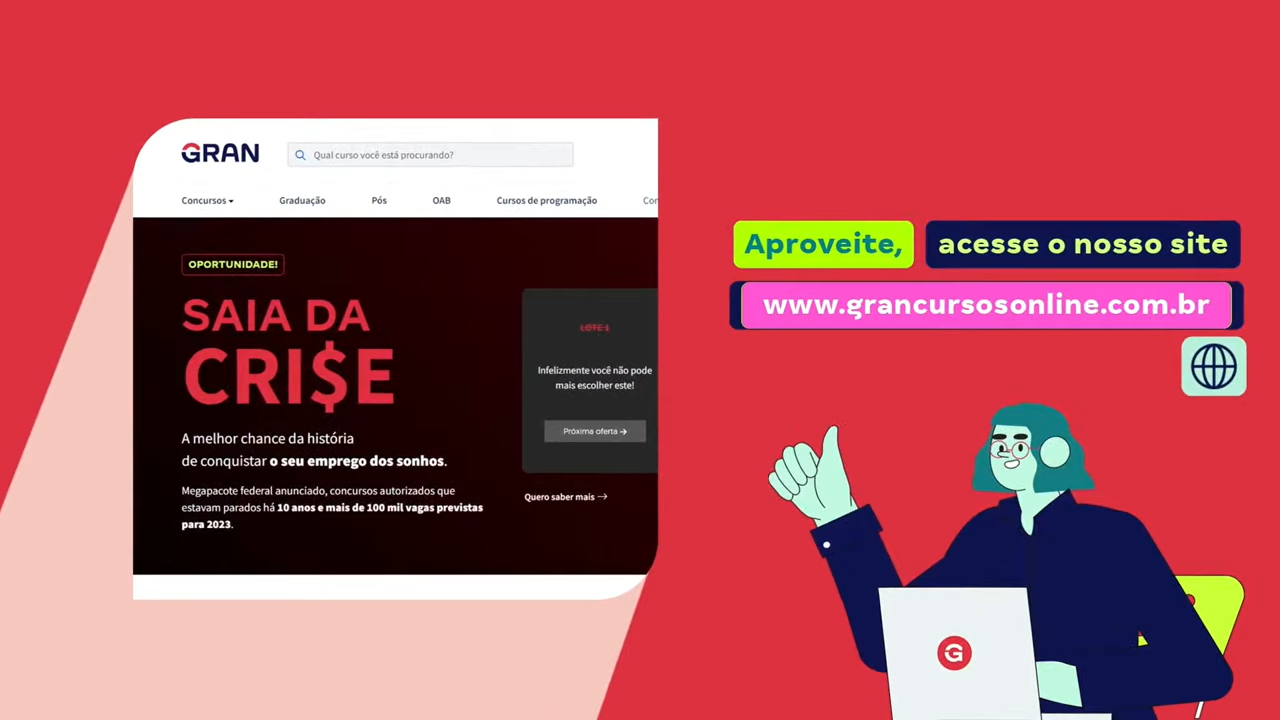 GRAN
Qual curso você está procurando?
Concursos
Graduação
Pós
OAB
Cursos de programação
OPORTUNIDADE!
SAIA DA
CRI$E
A melhor chance da história
de conquistar o seu emprego dos sonhos.
Megapacote federal anunciado, concursos autorizados que
estavam parados há 10 anos e mais de 100 mil vagas previstas
para 2023.
LOTE 1
Infelizmente você não pode
mais escolher este!
Próxima oferta →
Quero saber mais →
Aproveite, acesse o nosso site
www.grancursosonline.com.br
G